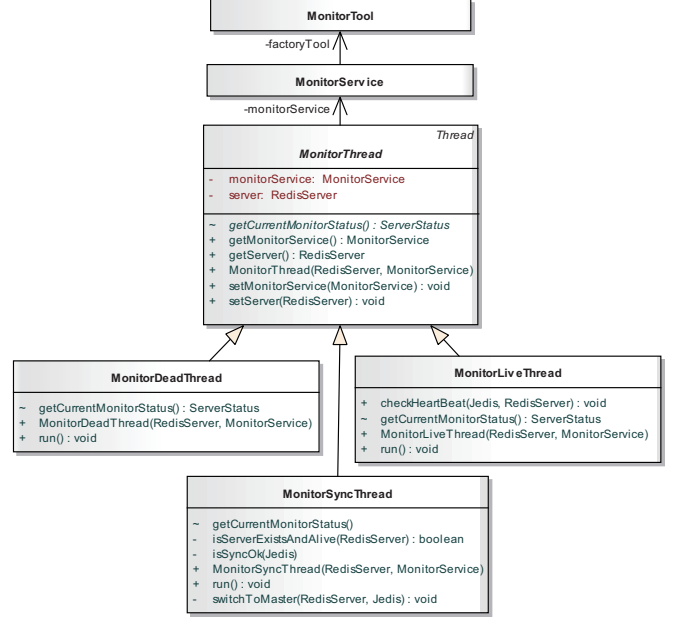 MonitorTool
-factoryTool
MonitorService
-monitorService
Thread
MonitorThread
- monitorService: MonitorService
- server: RedisServer
~ getCurrentMonitorStatus() : ServerStatus
+ getMonitorService() : MonitorService
+ getServer() : RedisServer
+ MonitorThread(RedisServer, MonitorService)
+ setMonitorService(MonitorService) : void
+ setServer(RedisServer) : void
MonitorDeadThread
~ getCurrentMonitorStatus() : ServerStatus
+ MonitorDeadThread(RedisServer, MonitorService)
+ run() : void
MonitorLiveThread
+ checkHeartBeat(Jedis, RedisServer) : void
~ getCurrentMonitorStatus() : ServerStatus
+ MonitorLiveThread(RedisServer, MonitorService)
+ run() : void
MonitorSyncThread
~ getCurrentMonitorStatus()
- isServerExistsAndAlive(RedisServer) : boolean
- isSyncOk(Jedis)
+ MonitorSyncThread(RedisServer, MonitorService)
+ run() : void
- switchToMaster(RedisServer, Jedis) : void